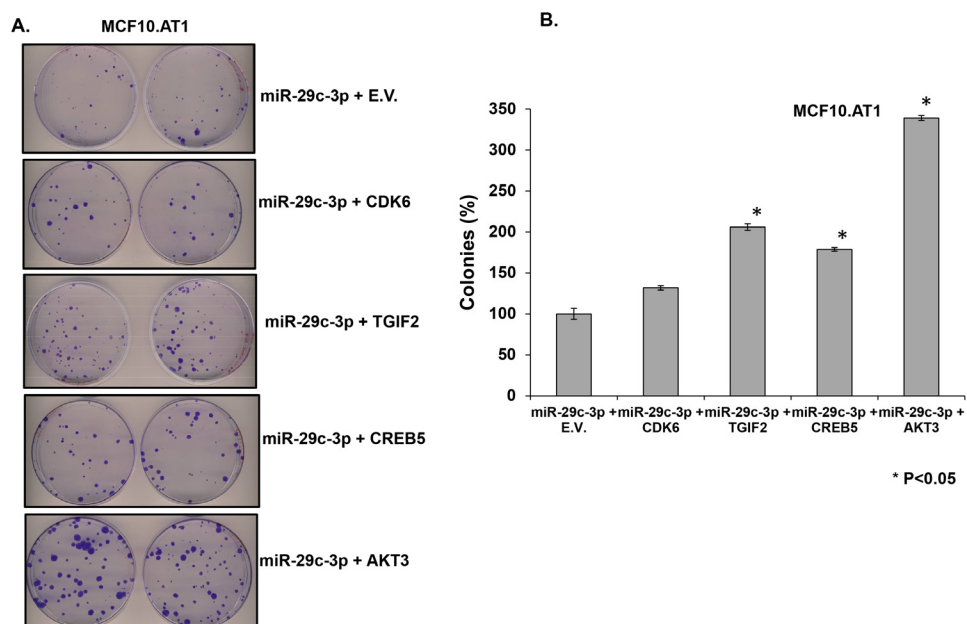 A.
MCF10.AT1
miR-29c-3p + E.V.
miR-29c-3p + CDK6
miR-29c-3p + TGIF2
miR-29c-3p + CREB5
miR-29c-3p + AKT3
B.
MCF10.AT1
Colonies (%)
350
300
250
200
150
100
50
0
*
*
*
miR-29c-3p + miR-29c-3p + miR-29c-3p + miR-29c-3p + miR-29c-3p +
E.V. CDK6 TGIF2 CREB5 AKT3
* P<0.05